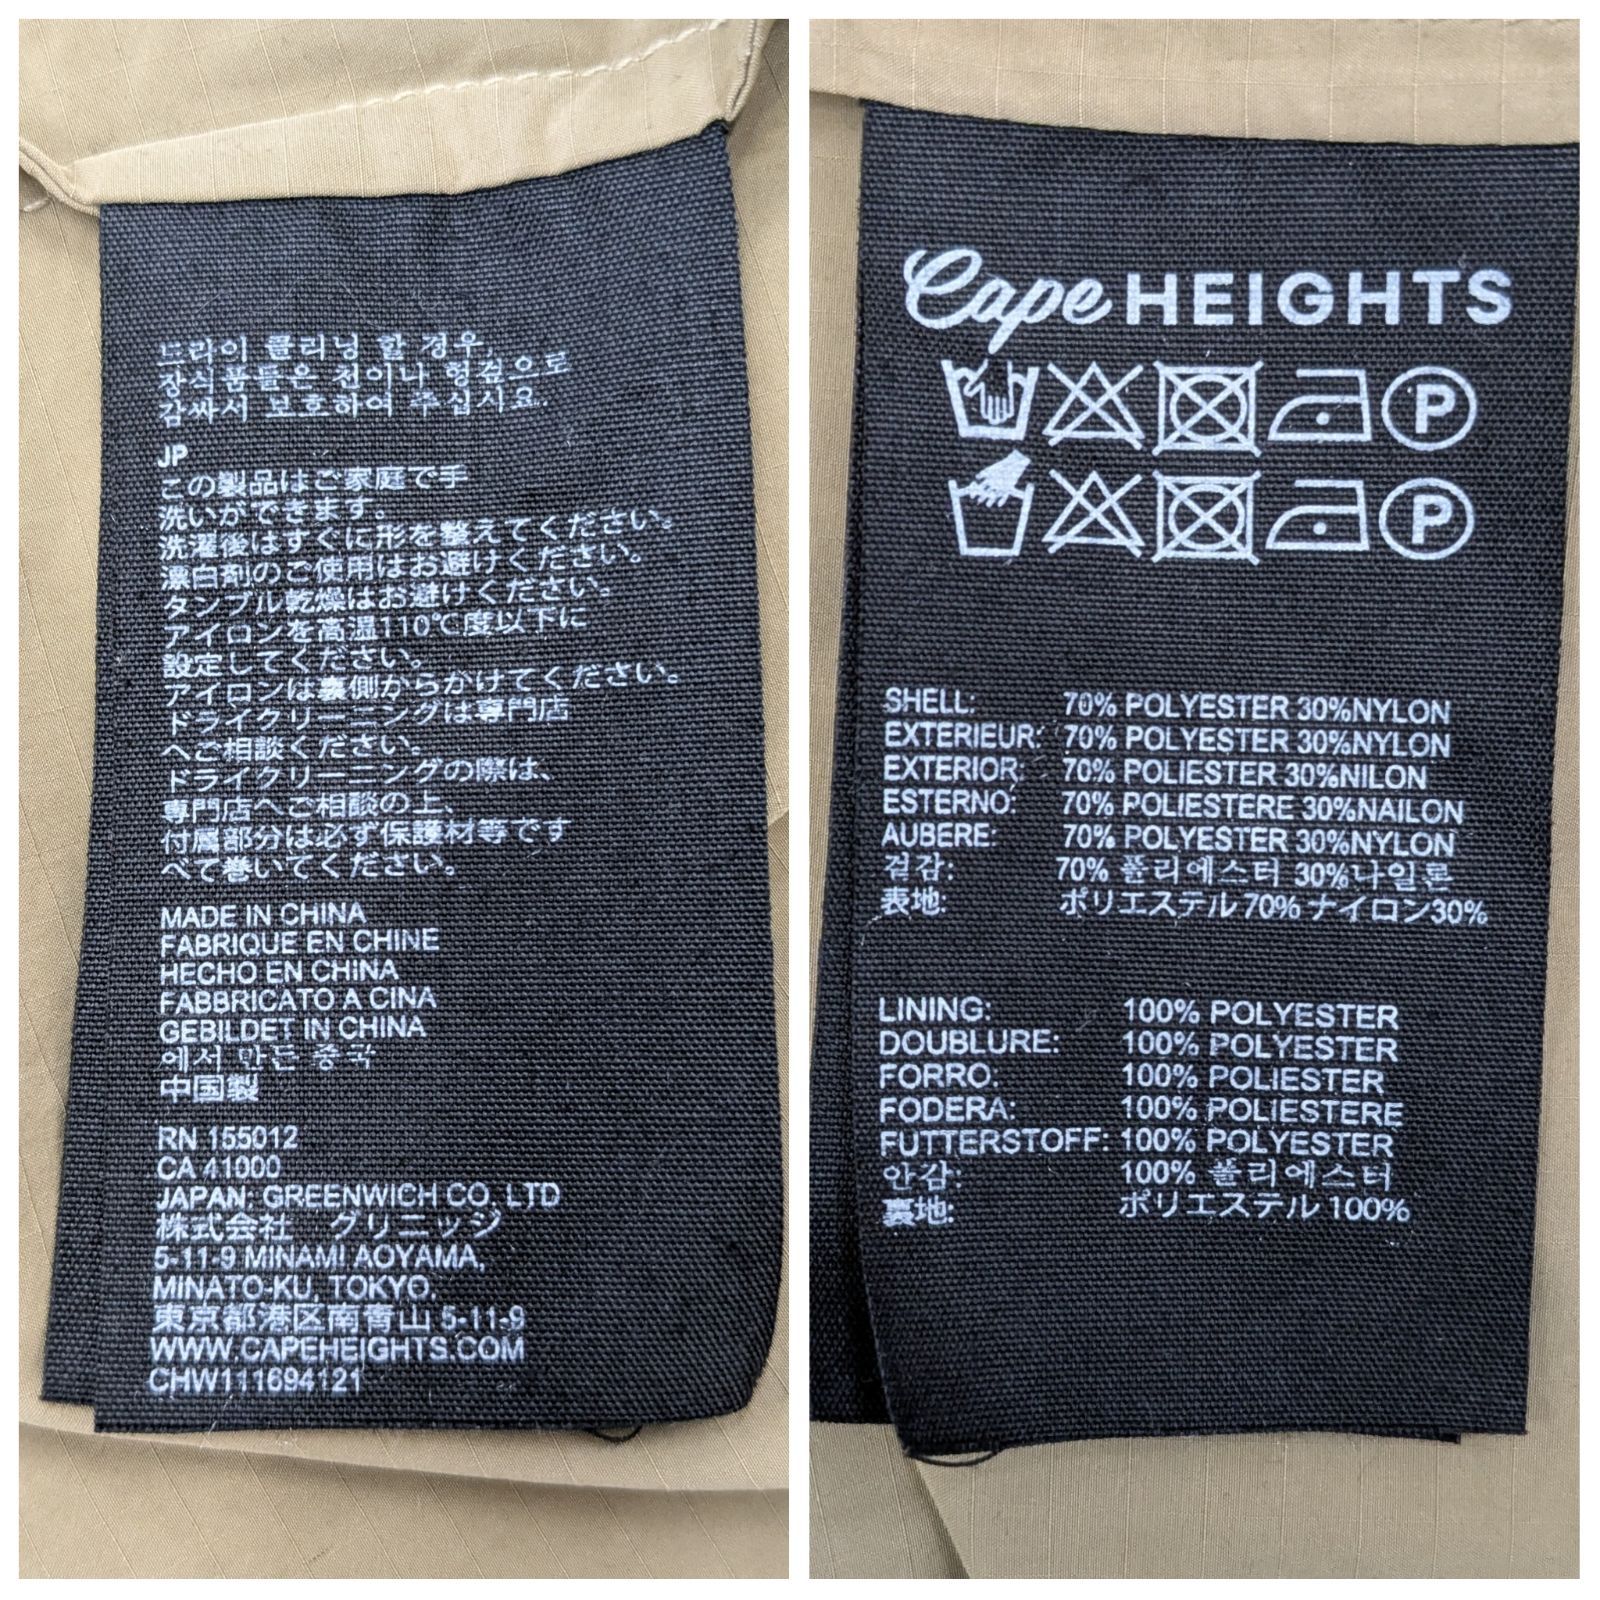 드라이 클리닝 할 경우,
장식품들은 천이나 헝겊으로
감싸서 보호하여 주십시요.
JP
この製品はご家庭で手
洗いができます。
洗濯後はすぐに形を整えてください。
漂白剤のご使用はお避けください。
タンブル乾燥はお避けください。
アイロンを高温110℃度以下に
設定してください。
アイロンは裏側からかけてください。
ドライクリーニングは専門店
へご相談ください。
ドライクリーニングの際は、
専門店へご相談の上、
付属部分は必ず保護材等です
べて巻いてください。
MADE IN CHINA
FABRIQUE EN CHINE
HECHO EN CHINA
FABBRICATO A CINA
GEBILDET IN CHINA
에서 만든 중국
中国製
RN 155012
CA 41000
JAPAN: GREENWICH CO, LTD
株式会社 グリニッジ
5-11-9 MINAMI AOYAMA,
MINATO-KU, TOKYO.
東京都港区南青山 5-11-9
WWW.CAPEHEIGHTS.COM
CHW111694121
Cape HEIGHTS
P
P
SHELL: 70% POLYESTER 30%NYLON
EXTERIEUR: 70% POLYESTER 30%NYLON
EXTERIOR: 70% POLIESTER 30%NILON
ESTERNO: 70% POLIESTERE 30%NAILON
AUBERE: 70% POLYESTER 30%NYLON
겉감: 70% 폴리에스터 30%나일론
表地: ポリエステル 70% ナイロン30%
LINING: 100% POLYESTER
DOUBLURE: 100% POLYESTER
FORRO: 100% POLIESTER
FODERA: 100% POLIESTERE
FUTTERSTOFF: 100% POLYESTER
안감: 100% 폴리에스터
裏地: ポリエステル 100%